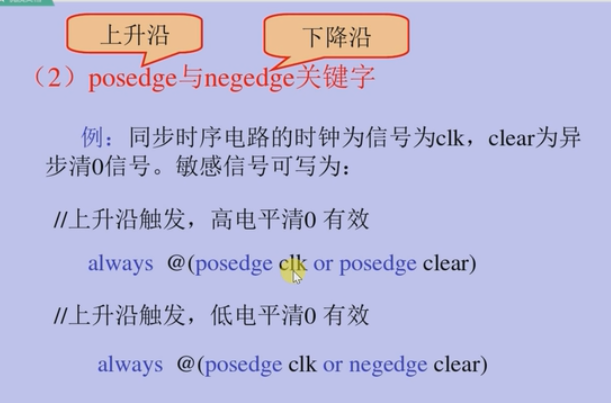 上升沿
下降沿
（2）posedge与negedge关键字
例：同步时序电路的时钟为信号为clk，clear为异
步清0信号。敏感信号可写为：
//上升沿触发，高电平清0 有效
always @(posedge clk or posedge clear)
//上升沿触发，低电平清0 有效
always @(posedge clk or negedge clear)